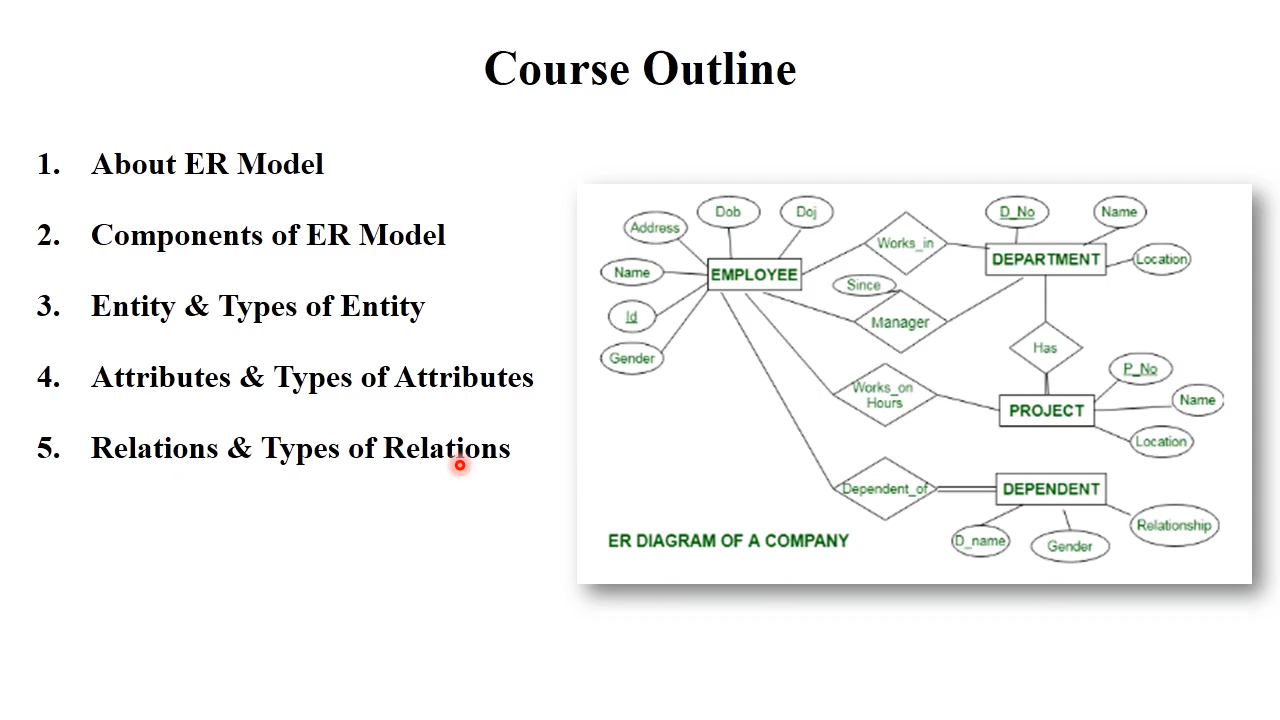 Course Outline
1. About ER Model
2. Components of ER Model
3. Entity & Types of Entity
4. Attributes & Types of Attributes
5. Relations & Types of Relations
Dob
Doj
Address
Name
Id
Gender
EMPLOYEE
Works_in
D_No
Name
Location
DEPARTMENT
Since
Manager
Has
Works_on
Hours
P_No
Name
Location
PROJECT
Dependent_of
DEPENDENT
D_name
Gender
Relationship
ER DIAGRAM OF A COMPANY